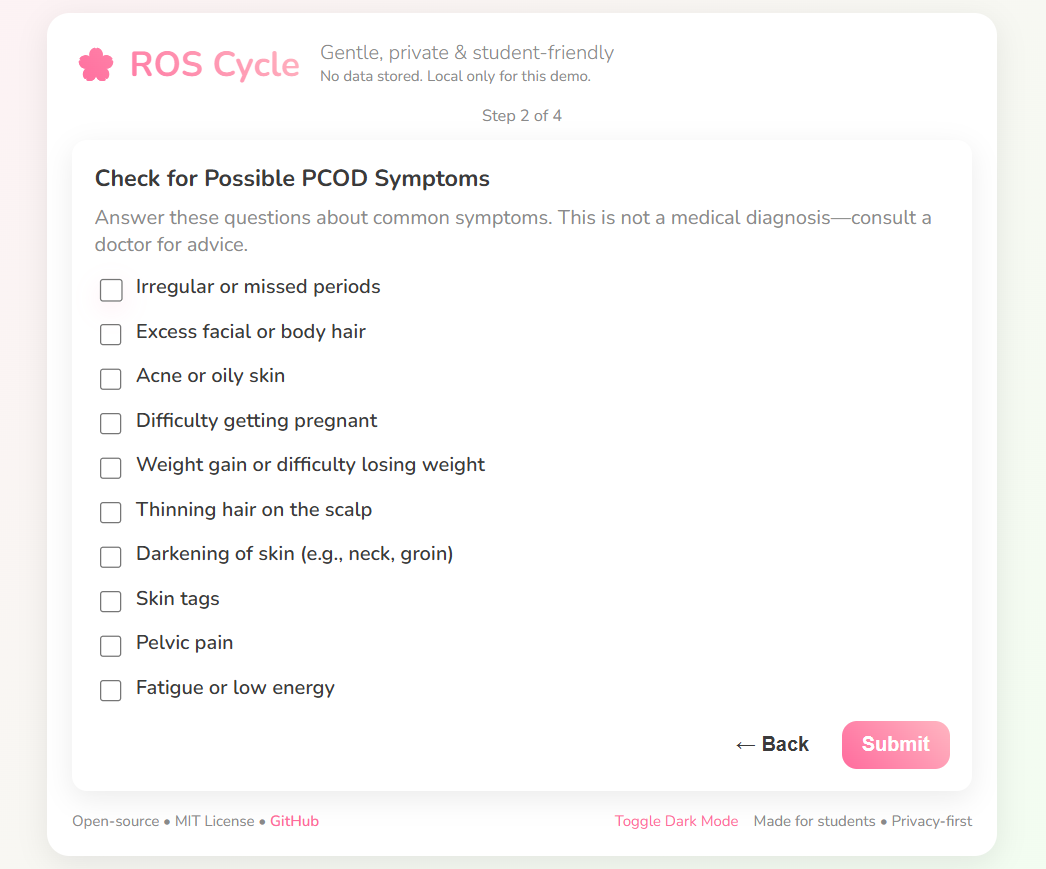 ROS Cycle
Gentle, private & student-friendly
No data stored. Local only for this demo.
Step 2 of 4
Check for Possible PCOD Symptoms
Answer these questions about common symptoms. This is not a medical diagnosis—consult a
doctor for advice.
Irregular or missed periods
Excess facial or body hair
Acne or oily skin
Difficulty getting pregnant
Weight gain or difficulty losing weight
Thinning hair on the scalp
Darkening of skin (e.g., neck, groin)
Skin tags
Pelvic pain
Fatigue or low energy
← Back
Submit
Open-source • MIT License • GitHub
Toggle Dark Mode Made for students • Privacy-first